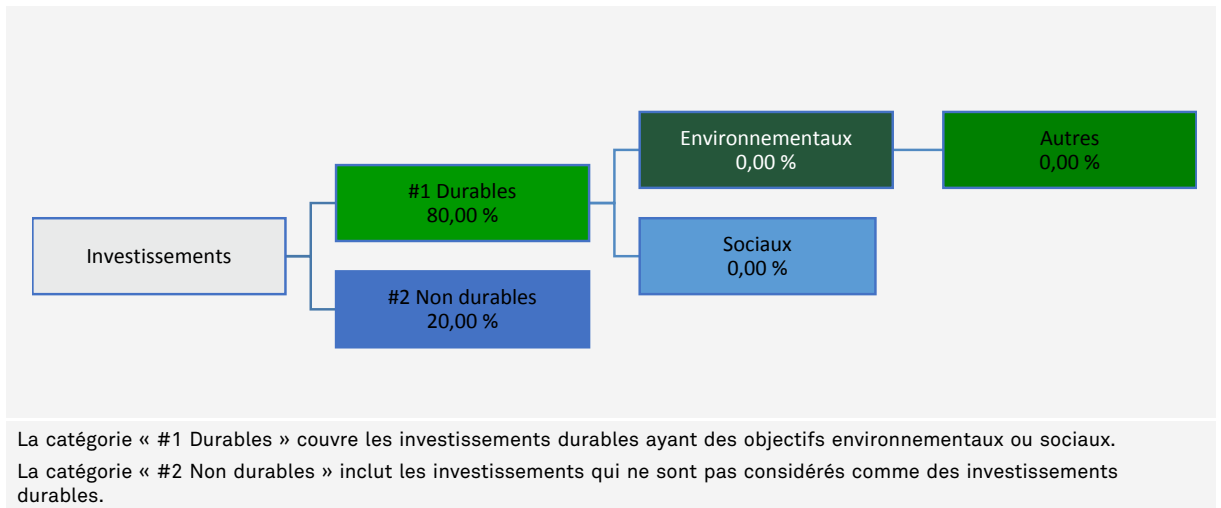 Environnementaux
0,00 %
Autres
0,00 %
#1 Durables
80,00 %
Sociaux
0,00 %
Investissements
#2 Non durables
20,00 %
La catégorie « #1 Durables » couvre les investissements durables ayant des objectifs environnementaux ou sociaux.
La catégorie « #2 Non durables » inclut les investissements qui ne sont pas considérés comme des investissements
durables.